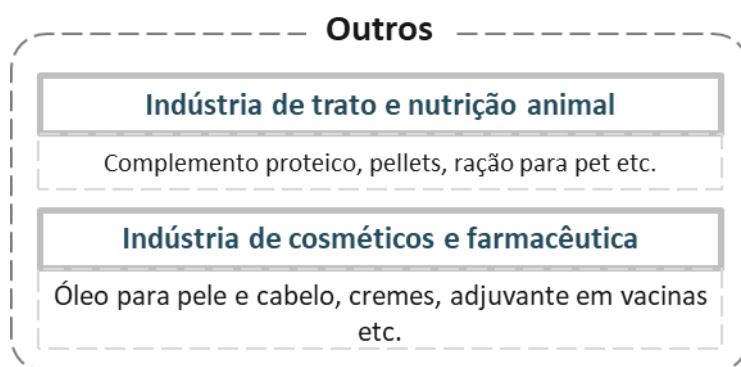 Outros
Indústria de trato e nutrição animal
Complemento proteico, pellets, ração para pet etc.
Indústria de cosméticos e farmacêutica
Óleo para pele e cabelo, cremes, adjuvante em vacinas
etc.